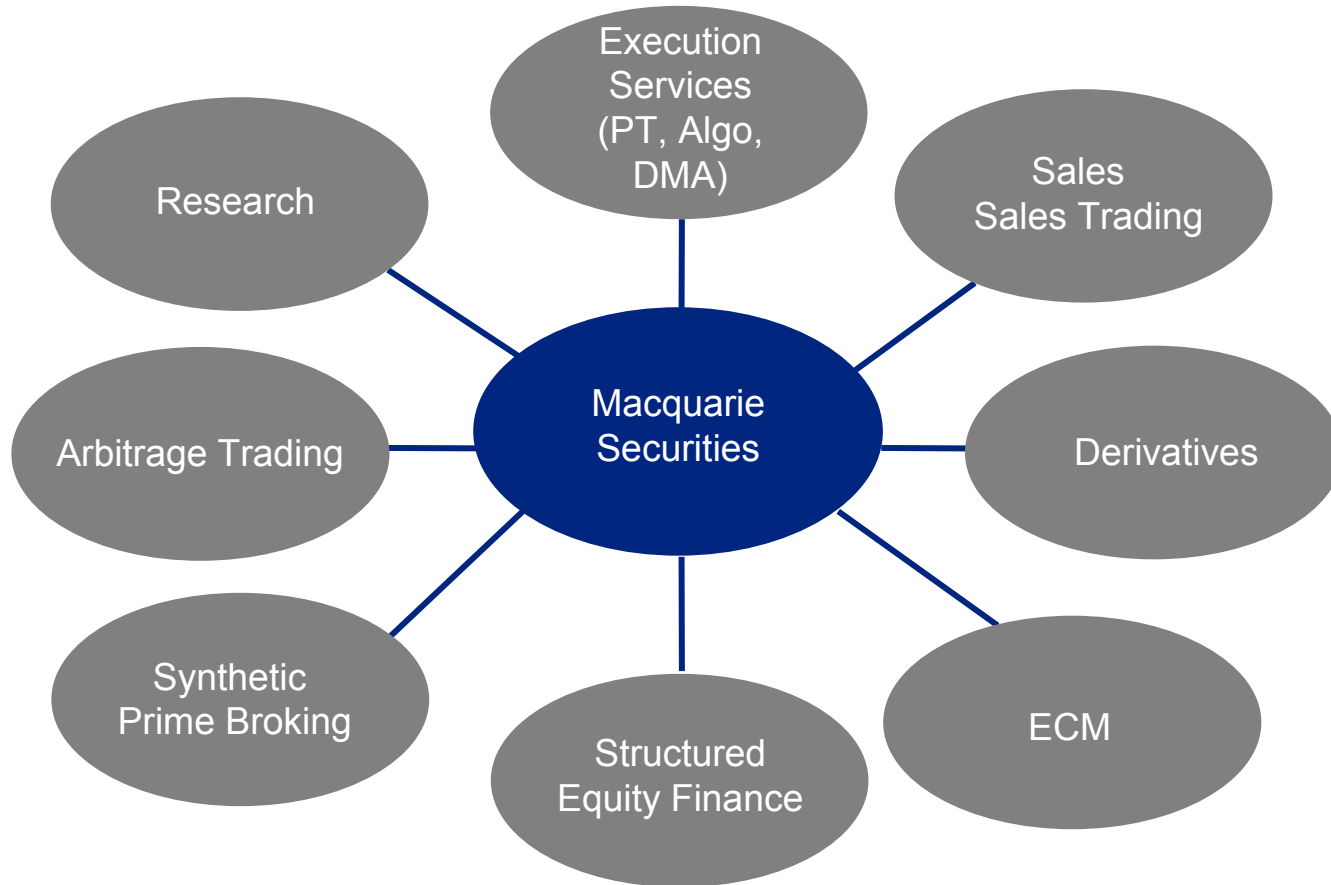 Execution
Services
(PT, Algo,
DMA)
Sales
Sales Trading
Research
Macquarie
Securities
Arbitrage Trading
Derivatives
Synthetic
Prime Broking
ECM
Structured
Equity Finance